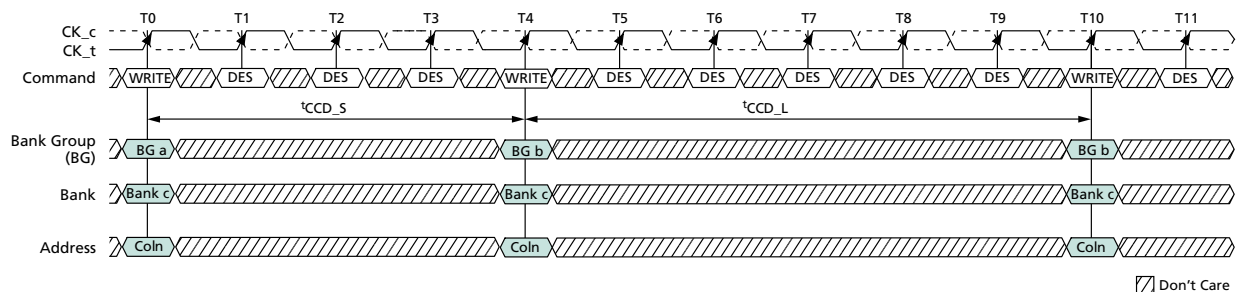 T0 T1 T2 T3 T4 T5 T6 T7 T8 T9 T10 T11
CK_c
CK_t
Command WRITE DES DES DES WRITE DES DES DES DES DES WRITE DES
tCCD_S tCCD_L
Bank Group
(BG)
BG a BG b BG b
Bank Bank c Bank c Bank c
Address Coln Coln Coln
Don't Care